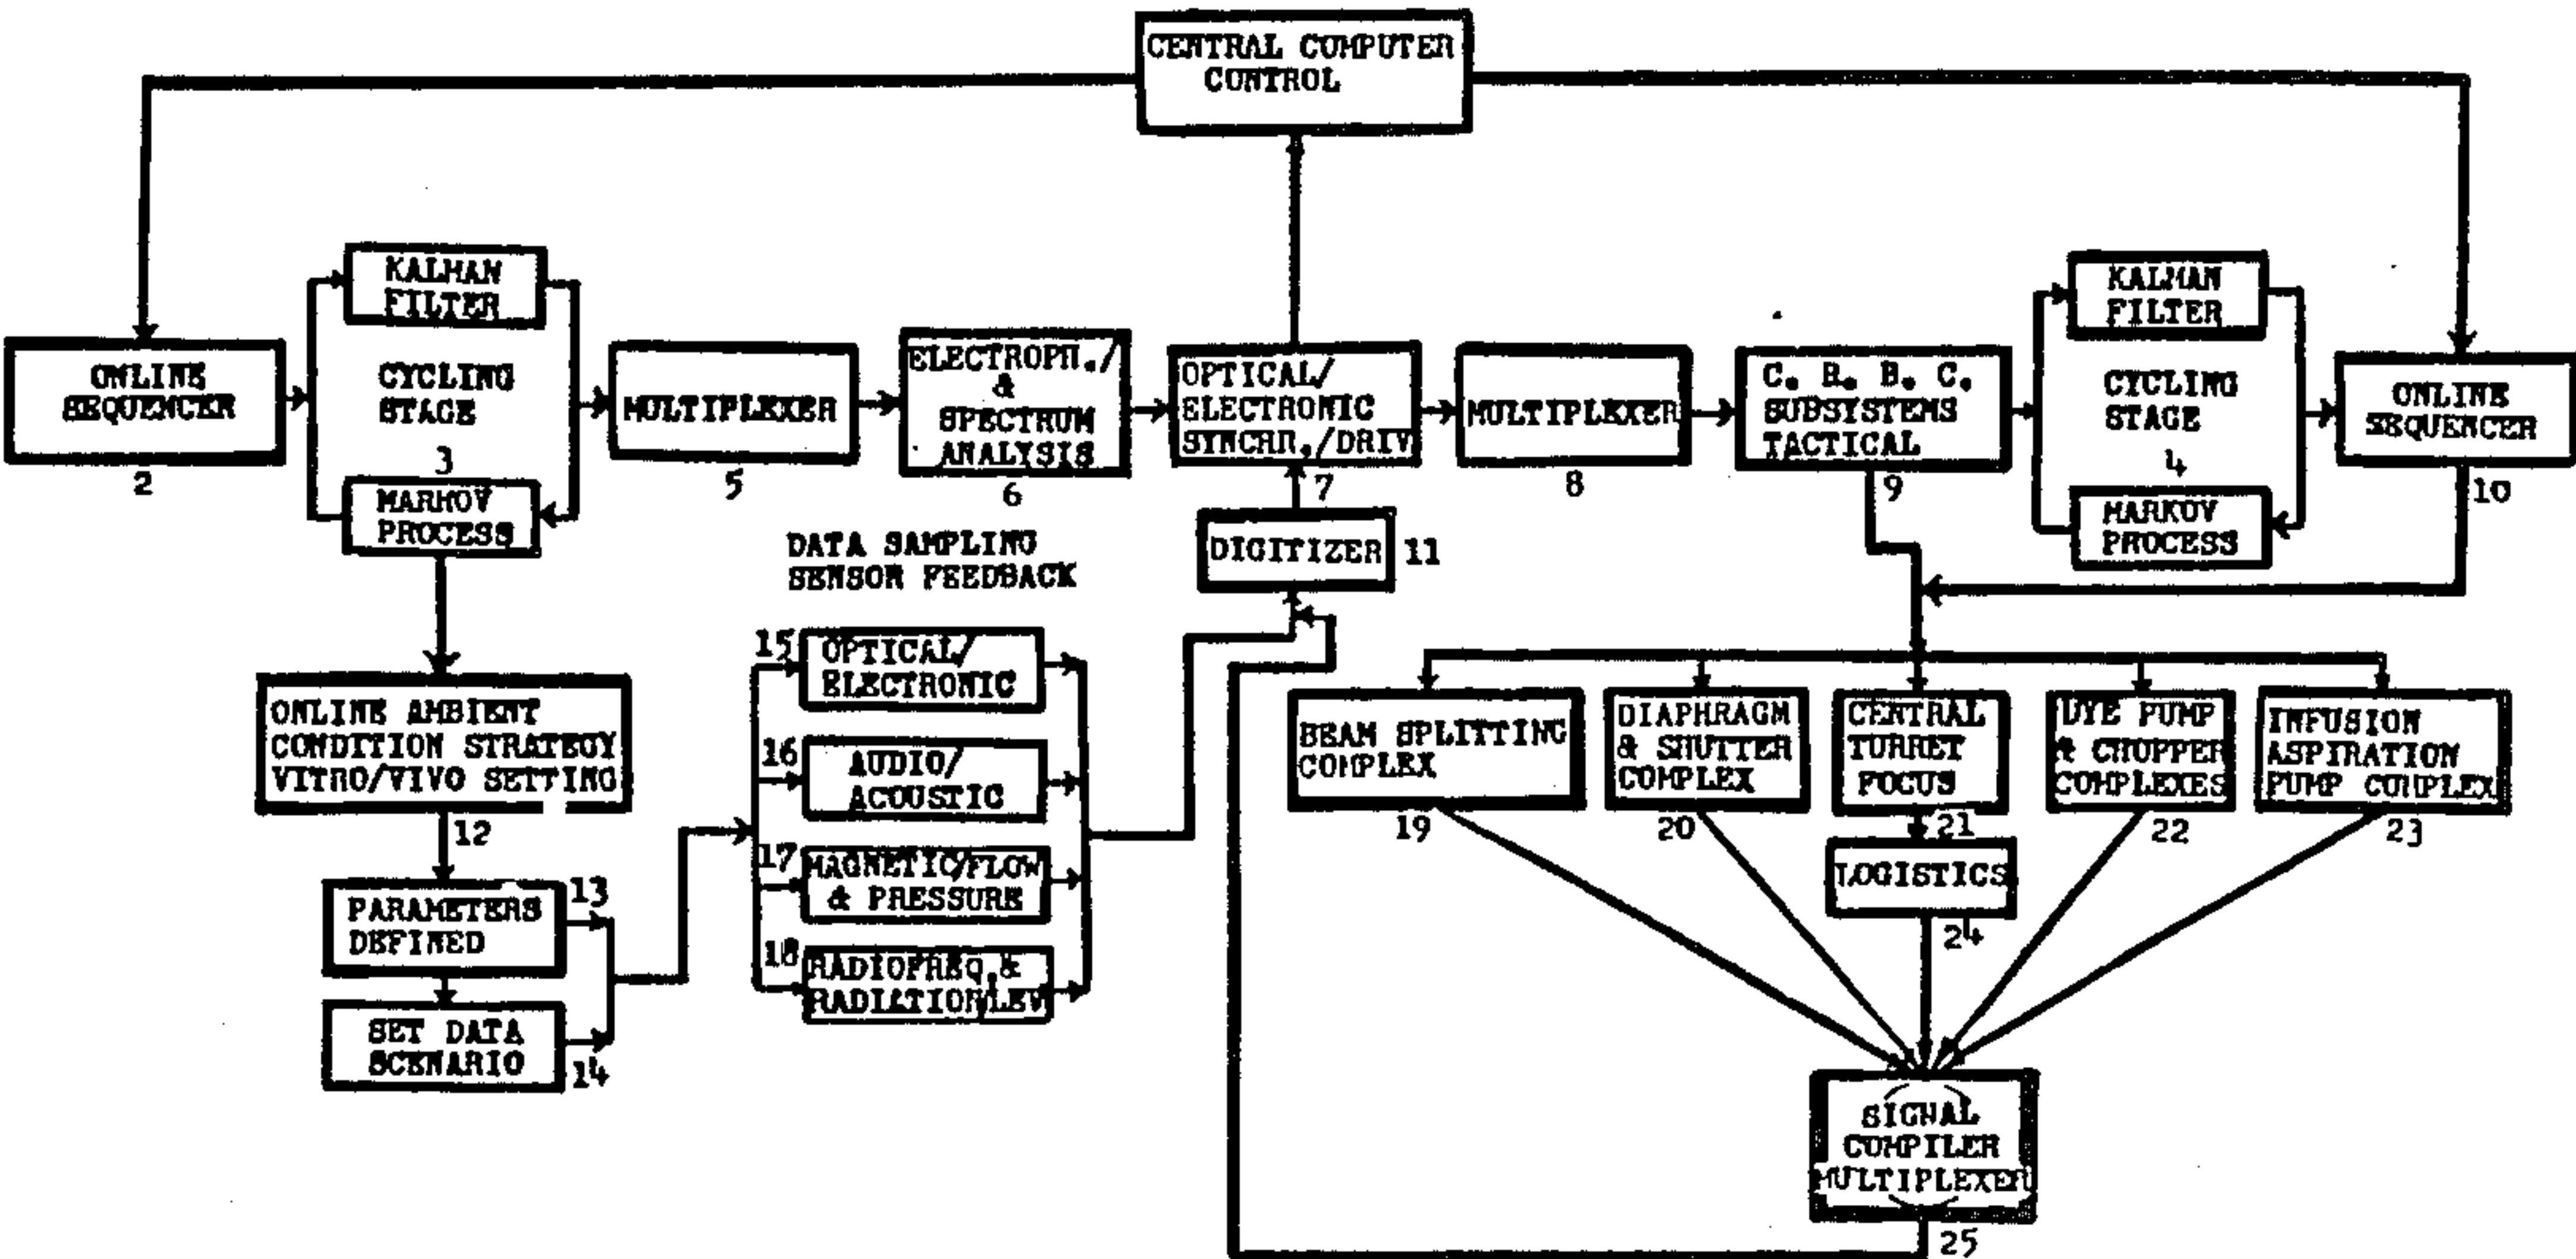 CENTRAL COMPUTER
CONTROL
ONLINE
SEQUENCER
2
KALMAN
FILTER
CYCLING
STAGE
3
MARKOV
PROCESS
MULTIPLEXER
5
ELECTROPH./
&
SPECTRUM
ANALYSIS
6
OPTICAL/
ELECTRONIC
SYNCHR./DRIV
7
MULTIPLEXER
8
C. R. B. C.
SUBSYSTEMS
TACTICAL
9
KALMAN
FILTER
CYCLING
STAGE
4
MARKOV
PROCESS
ONLINE
SEQUENCER
10
DIGITIZER
11
DATA SAMPLING
SENSOR FEEDBACK
ONLINE AMBIENT
CONDITION STRATEGY
VITRO/VIVO SETTING
12
PARAMETERS
DEFINED
13
SET DATA
SCENARIO
14
15
OPTICAL/
ELECTRONIC
16
AUDIO/
ACOUSTIC
17
MAGNETIC/FLOW
& PRESSURE
18
RADIOFREQ.&
RADIATION/LEV
BEAM SPLITTING
COMPLEX
19
DIAPHRAGM
& SHUTTER
COMPLEX
20
CENTRAL
TURRET
FOCUS
21
DYE PUMP
& CHOPPER
COMPLEXES
22
INFUSION
ASPIRATION
PUMP COMPLEX
23
LOGISTICS
24
SIGNAL
COMPILER
MULTIPLEXER
25